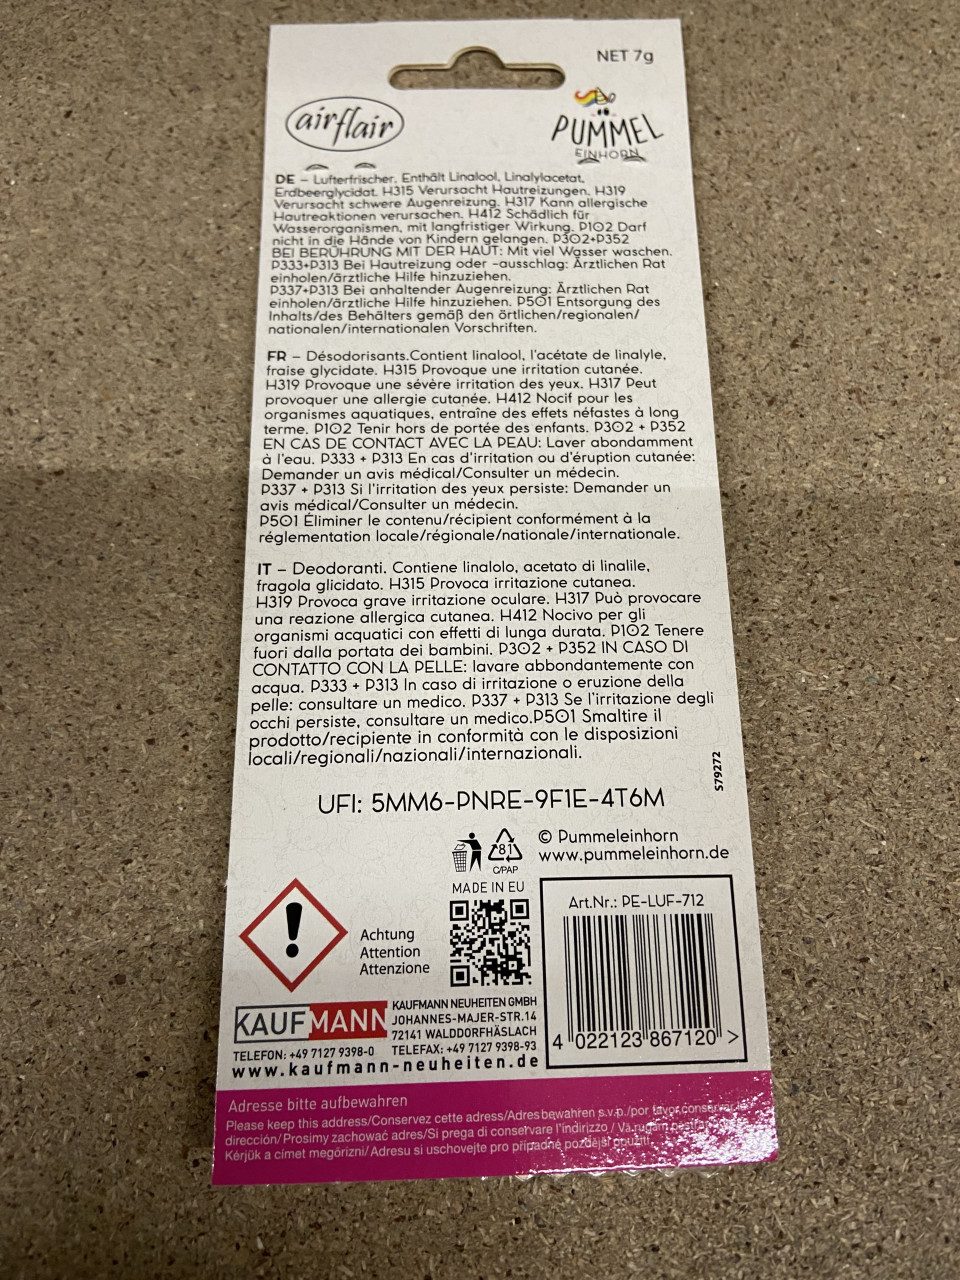 NET 7g
airflair
PUMMEL
EINHORN
DE – Lufterfrischer, Enthält Linalool, Linalylacetat,
Erdbeerglycidat. H315 Verursacht Hautreizungen. H319
Verursacht schwere Augenreizung. H317 Kann allergische
Hautreaktionen verursachen. H412 Schädlich für
Wasserorganismen, mit langfristiger Wirkung. P102 Darf
nicht in die Hände von Kindern gelangen. P302+P352
BEI BERÜHRUNG MIT DER HAUT: Mit viel Wasser waschen.
P333+P313 Bei Hautreizung oder -ausschlag: Ärztlichen Rat
einholen/ärztliche Hilfe hinzuziehen.
P337+P313 Bei anhaltender Augenreizung: Ärztlichen Rat
einholen/ärztliche Hilfe hinzuziehen. P501 Entsorgung des
Inhalts/des Behälters gemäß den örtlichen/regionalen/
nationalen/internationalen Vorschriften.
FR – Désodorisants.Contient linalool, l'acétate de linalyle,
fraise glycidate. H315 Provoque une irritation cutanée.
H319 Provoque une sévère irritation des yeux. H317 Peut
provoquer une allergie cutanée. H412 Nocif pour les
organismes aquatiques, entraîne des effets néfastes à long
terme. P102 Tenir hors de portée des enfants. P302 + P352
EN CAS DE CONTACT AVEC LA PEAU: Laver abondamment
à l'eau. P333 + P313 En cas d'irritation ou d'éruption cutanée:
Demander un avis médical/Consulter un médecin.
P337 + P313 Si l'irritation des yeux persiste: Demander un
avis médical/Consulter un médecin.
P501 Éliminer le contenu/récipient conformément à la
réglementation locale/régionale/nationale/internationale.
IT – Deodoranti. Contiene linalolo, acetato di linalile,
fragola glicidato. H315 Provoca irritazione cutanea.
H319 Provoca grave irritazione oculare. H317 Può provocare
una reazione allergica cutanea. H412 Nocivo per gli
organismi acquatici con effetti di lunga durata. P102 Tenere
fuori dalla portata dei bambini. P302 + P352 IN CASO DI
CONTATTO CON LA PELLE: lavare abbondantemente con
acqua. P333 + P313 In caso di irritazione o eruzione della
pelle: consultare un medico. P337 + P313 Se l'irritazione degli
occhi persiste, consultare un medico.P501 Smaltire il
prodotto/recipiente in conformità con le disposizioni
locali/regionali/nazionali/internazionali.
579272
UFI: 5MM6-PNRE-9F1E-4T6M
81
C/PAP
© Pummeleinhorn
www.pummeleinhorn.de
MADE IN EU
Achtung
Attention
Attenzione
Art.Nr.: PE-LUF-712
4 022123 867120 >
KAUFMANN
KAUFMANN NEUHEITEN GMBH
JOHANNES-MAJER-STR.14
72141 WALDDORFHÄSLACH
TELEFON: +49 7127 9398-0 TELEFAX: +49 7127 9398-93
www.kaufmann-neuheiten.de
Adresse bitte aufbewahren
Please keep this address/Conservez cette adress/Adres bewahren s.v.p./por favor conservar
dirección/Prosimy zachować adres/Si prega di conservare l'indirizzo /
Kérjük a címet megőrizni/Adresu si uschovejte pro případné pozdější použití